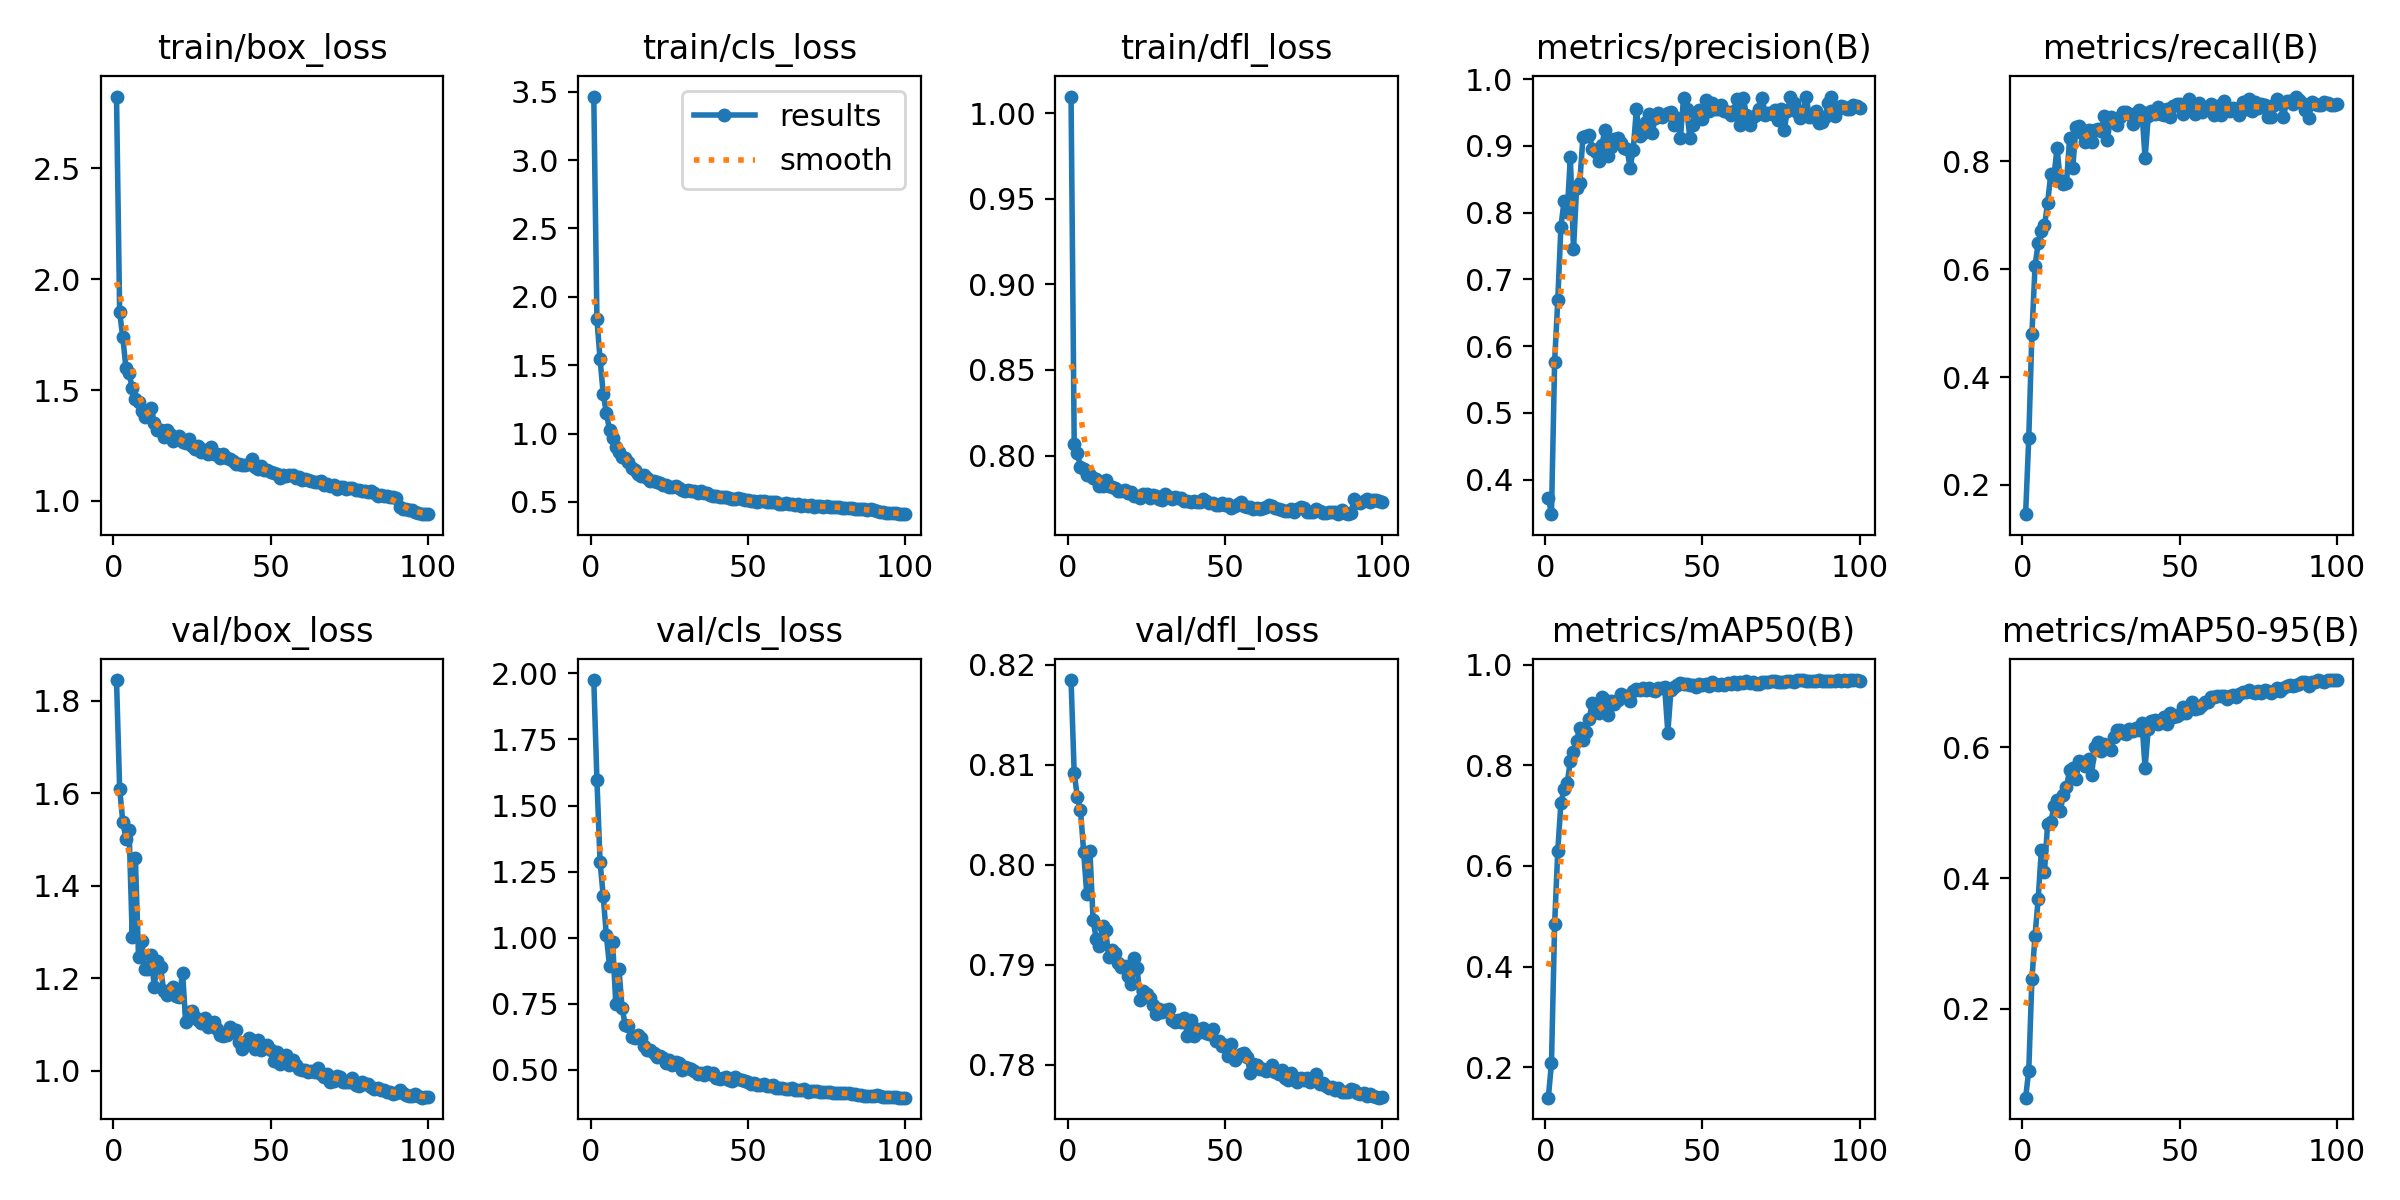 train/box_loss
2.5
2.0
1.5
1.0
0 50 100
train/cls_loss
results
smooth
3.5
3.0
2.5
2.0
1.5
1.0
0.5
0 50 100
train/dfl_loss
1.00
0.95
0.90
0.85
0.80
0 50 100
metrics/precision(B)
1.0
0.9
0.8
0.7
0.6
0.5
0.4
0 50 100
metrics/recall(B)
0.8
0.6
0.4
0.2
0 50 100
val/box_loss
1.8
1.6
1.4
1.2
1.0
0 50 100
val/cls_loss
2.00
1.75
1.50
1.25
1.00
0.75
0.50
0 50 100
val/dfl_loss
0.82
0.81
0.80
0.79
0.78
0 50 100
metrics/mAP50(B)
1.0
0.8
0.6
0.4
0.2
0 50 100
metrics/mAP50-95(B)
0.6
0.4
0.2
0 50 100